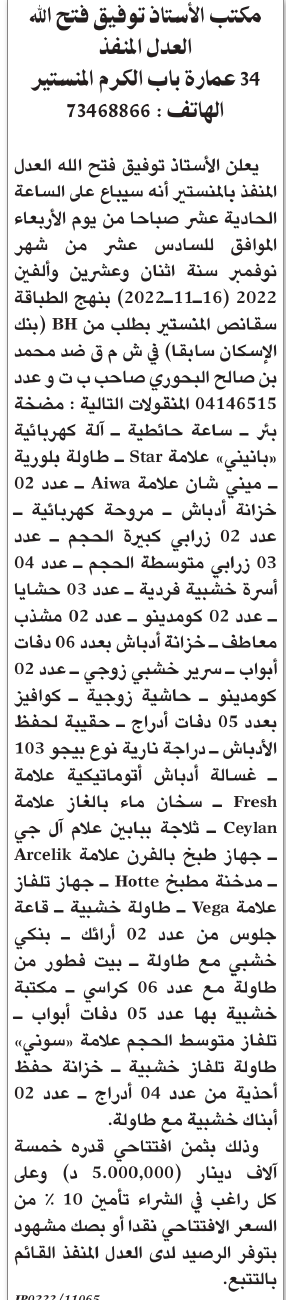 مكتب الأستاذ توفيق فتح الله
العدل المنفذ
34 عمارة باب الكرم المنستير
الهاتف : 73468866
يعلن الأستاذ توفيق فتح الله العدل
المنفذ بالمنستير أنه سيباع على الساعة
الحادية عشر صباحا من يوم الأربعاء
الموافق للسادس عشر من شهر
نوفمبر سنة اثنان وعشرين وألفين
2022 (16ــ11ــ2022) بنهج الطباقة
سقانص المنستير بطلب من BH (بنك
الإسكان سابقا) في ش م ق ضد محمد
بن صالح البحوري صاحب ب ت و عدد
04146515 المنقولات التالية : مضخة
بئر ـ ساعة حائطية ـ آلة كهربائية
«بانيني» علامة Star ـ طاولة بلورية
ـ ميني شان علامة Aiwa ـ عدد 02
خزانة أدباش ـ مروحة كهربائية ـ
عدد 02 زرابي كبيرة الحجم ـ عدد
03 زرابي متوسطة الحجم ـ عدد 04
أسرة خشبية فردية ـ عدد 03 حشايا
ـ عدد 02 كومدينو ـ عدد 02 مشذب
معاطف ـ خزانة أدباش بعدد 06 دفات
أبواب ـ سرير خشبي زوجي ـ عدد 02
كومدينو ـ حاشية زوجية ـ كوافيز
بعدد 05 دفات أدراج ـ حقيبة لحفظ
الأدباش ـ دراجة نارية نوع بيجو 103
ـ غسالة أدباش أتوماتيكية علامة
Fresh ـ سخان ماء بالغاز علامة
Ceylan ـ ثلاجة ببابين علام آل جي
ـ جهاز طبخ بالفرن علامة Arcelik
ـ مدخنة مطبخ Hotte ـ جهاز تلفاز
علامة Vega ـ طاولة خشبية ـ قاعة
جلوس من عدد 02 أرائك ـ بنكي
خشبي مع طاولة ـ بيت فطور من
طاولة مع عدد 06 كراسي ـ مكتبة
خشبية بها عدد 05 دفات أبواب ـ
تلفاز متوسط الحجم علامة «سوني»
طاولة تلفاز خشبية ـ خزانة حفظ
أحذية من عدد 04 أدراج ـ عدد 02
أبناك خشبية مع طاولة.
وذلك بثمن افتتاحي قدره خمسة
آلاف دينار (5.000,000 د) وعلى
كل راغب في الشراء تأمين 10 ٪ من
السعر الافتتاحي نقدا أو بصك مشهود
بتوفر الرصيد لدى العدل المنفذ القائم
بالتتبع.
IP0222/11065